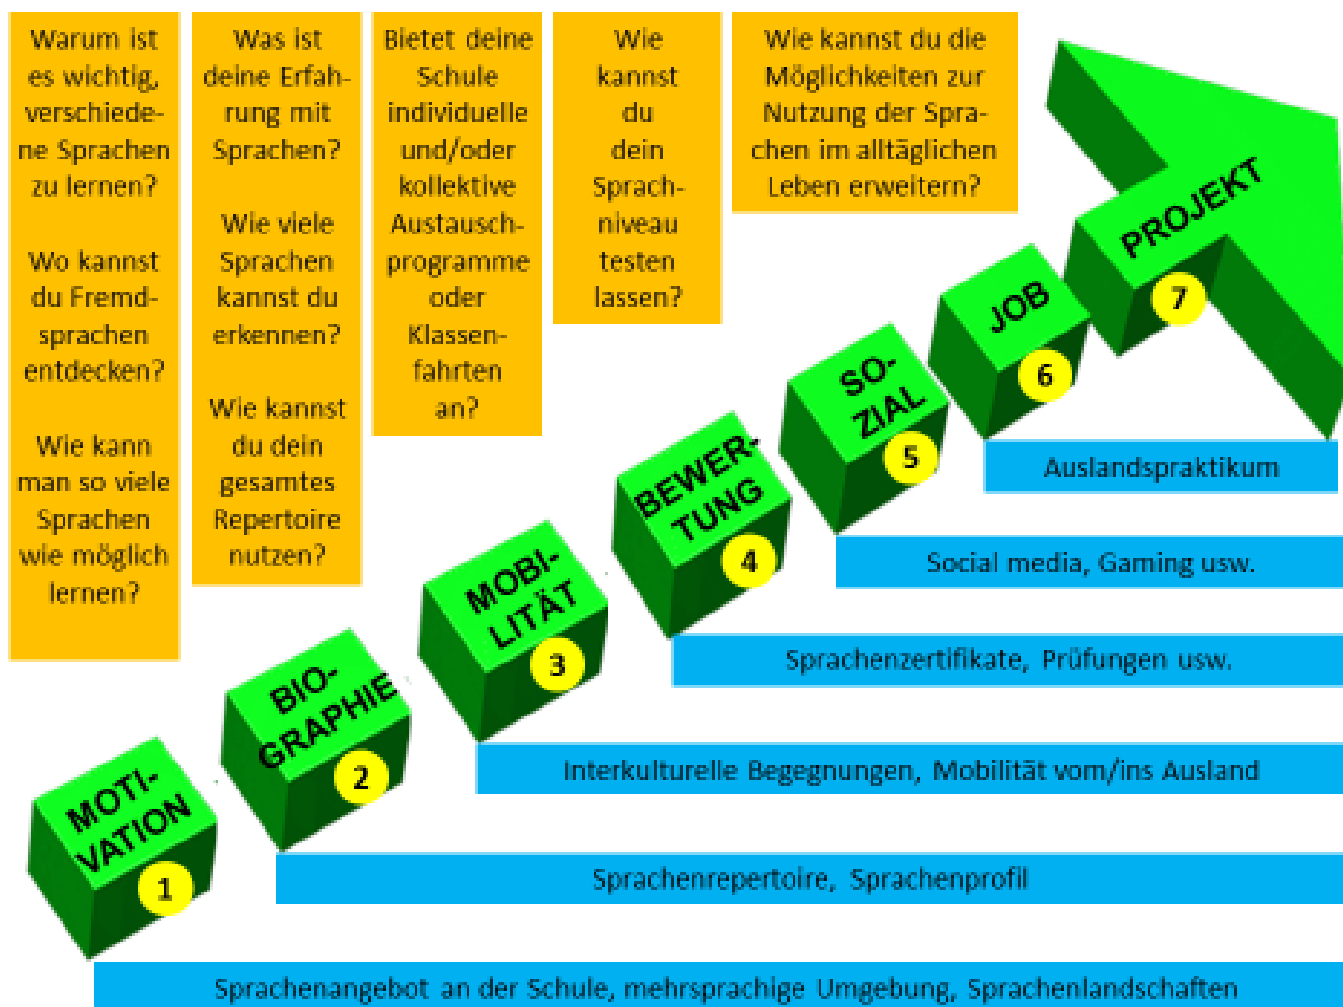 Warum ist
es wichtig,
verschiede-
ne Sprachen
zu lernen?
Wo kannst
du Fremd-
sprachen
entdecken?
Wie kann
man so viele
Sprachen
wie möglich
lernen?
Was ist
deine Erfah-
rung mit
Sprachen?
Wie viele
Sprachen
kannst du
erkennen?
Wie kannst
du dein
gesamtes
Repertoire
nutzen?
Bietet deine
Schule
individuelle
und/oder
kollektive
Austausch-
programme
oder
Klassen-
fahrten
an?
Wie
kannst
du
dein
Sprach-
niveau
testen
lassen?
Wie kannst du die
Möglichkeiten zur
Nutzung der Spra-
chen im alltäglichen
Leben erweitern?
MOTI-
VATION
1
BIO-
GRAPHIE
2
MOBI-
LITÄT
3
BEWER-
TUNG
4
SO-
ZIAL
5
JOB
6
PROJEKT
7
Auslandspraktikum
Social media, Gaming usw.
Sprachenzertifikate, Prüfungen usw.
Interkulturelle Begegnungen, Mobilität vom/ins Ausland
Sprachenrepertoire, Sprachenprofil
Sprachenangebot an der Schule, mehrsprachige Umgebung, Sprachenlandschaften